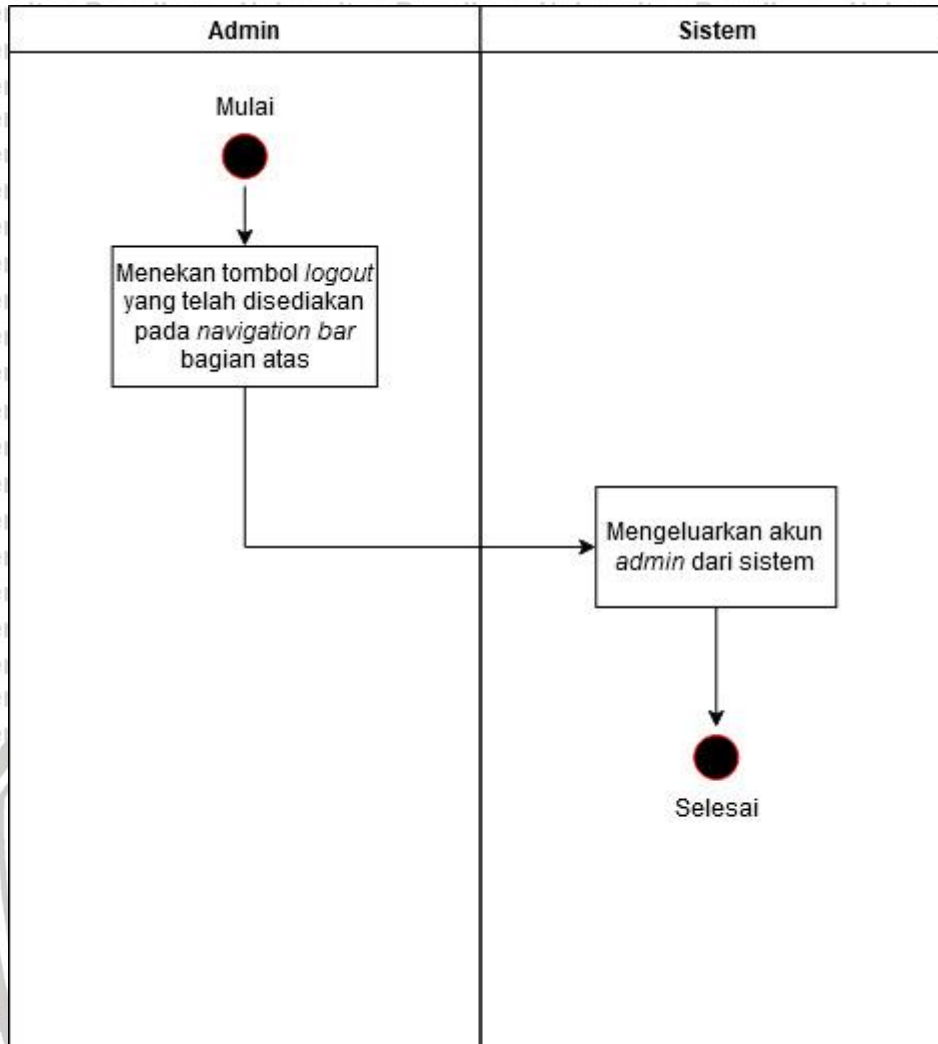 Admin
Sistem
Mulai
Menekan tombol logout
yang telah disediakan
pada navigation bar
bagian atas
Mengeluarkan akun
admin dari sistem
Selesai